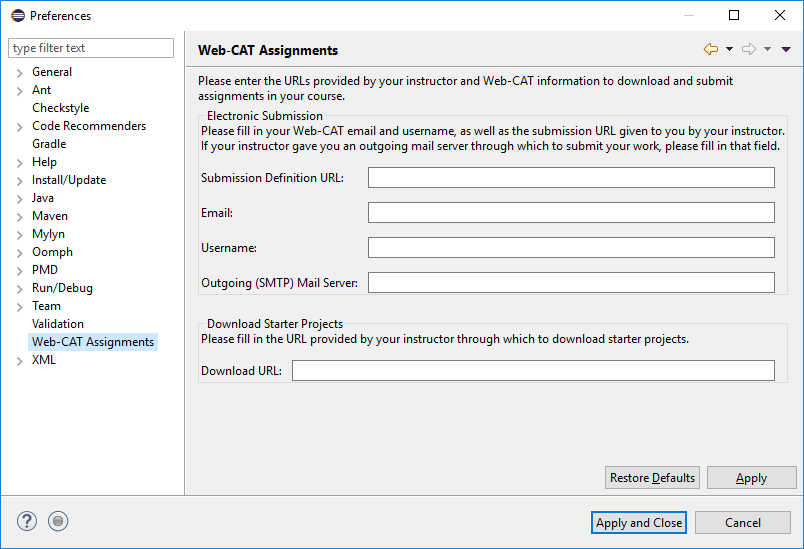 Preferences
type filter text
General
Ant
Checkstyle
Code Recommenders
Gradle
Help
Install/Update
Java
Maven
Mylyn
Oomph
PMD
Run/Debug
Team
Validation
Web-CAT Assignments
XML
Web-CAT Assignments
Please enter the URLs provided by your instructor and Web-CAT information to download and submit
assignments in your course.
Electronic Submission
Please fill in your Web-CAT email and username, as well as the submission URL given to you by your instructor.
If your instructor gave you an outgoing mail server through which to submit your work, please fill in that field.
Submission Definition URL:
Email:
Username:
Outgoing (SMTP) Mail Server:
Download Starter Projects
Please fill in the URL provided by your instructor through which to download starter projects.
Download URL:
Restore Defaults
Apply
?
Apply and Close
Cancel